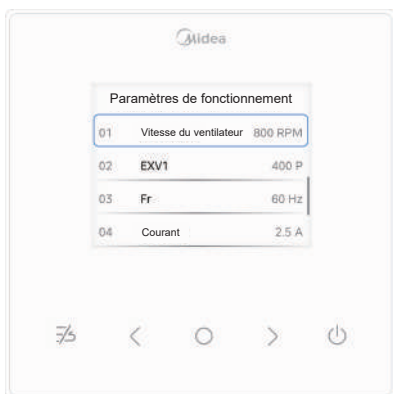 Midea
Paramètres de fonctionnement
01 Vitesse du ventilateur 800 RPM
02 EXV1 400 P
03 Fr 60 Hz
04 Courant 2.5 A